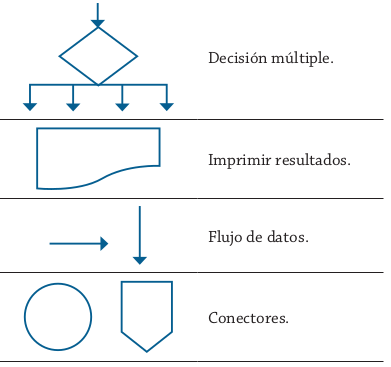 Decisión múltiple.
Imprimir resultados.
Flujo de datos.
Conectores.